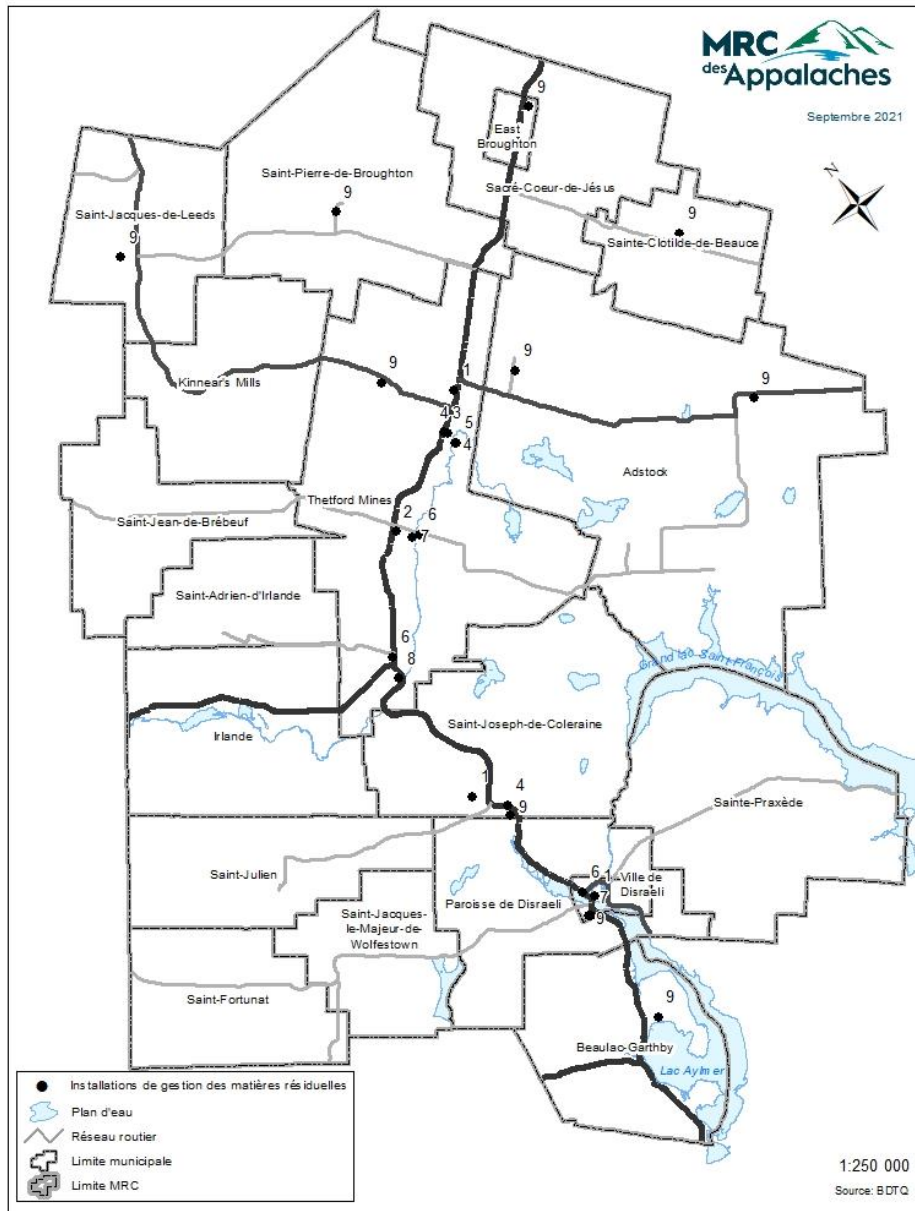 MRC
des Appalaches
Septembre 2021
N
9
East
Broughton
Saint-Pierre-de-Broughton
9
Sacré-Coeur-de-Jésus
Saint-Jacques-de-Leeds
9
9
Sainte-Clotilde-de-Beauce
9
9
1
9
Kinnear's Mills
4
3
5
4
Adstock
Thetford Mines
2
6
7
Saint-Jean-de-Brébeuf
Saint-Adrien-d'Irlande
6
8
Grand lac Saint-François
Saint-Joseph-de-Coleraine
Irlande
1
4
9
Sainte-Praxède
Saint-Julien
6
1
7
9
Ville de
Disraeli
Paroisse de Disraeli
Saint-Jacques-
le-Majeur-de-
Wolfestown
Saint-Fortunat
9
Beaulac-Garthby
Lac Aylmer
Installations de gestion des matières résiduelles
Plan d'eau
Réseau routier
Limite municipale
Limite MRC
1:250 000
Source: BDTQ